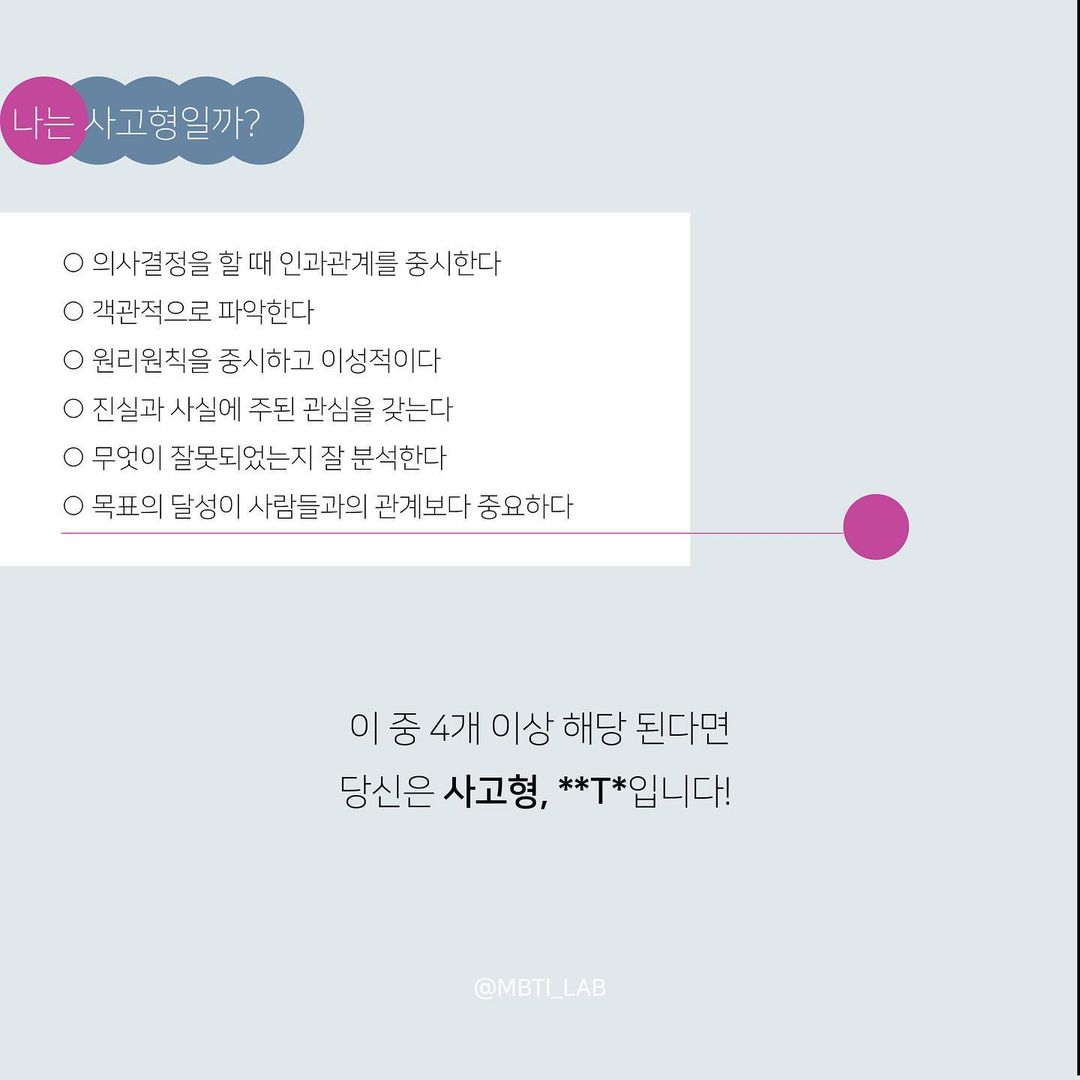 나는 사고형일까?
○ 의사결정을 할 때 인과관계를 중시한다
○ 객관적으로 파악한다
○ 원리원칙을 중시하고 이성적이다
○ 진실과 사실에 주된 관심을 갖는다
○ 무엇이 잘못되었는지 잘 분석한다
○ 목표의 달성이 사람들과의 관계보다 중요하다
이 중 4개 이상 해당 된다면
당신은 사고형, **T*입니다!
@MBTI_LAB